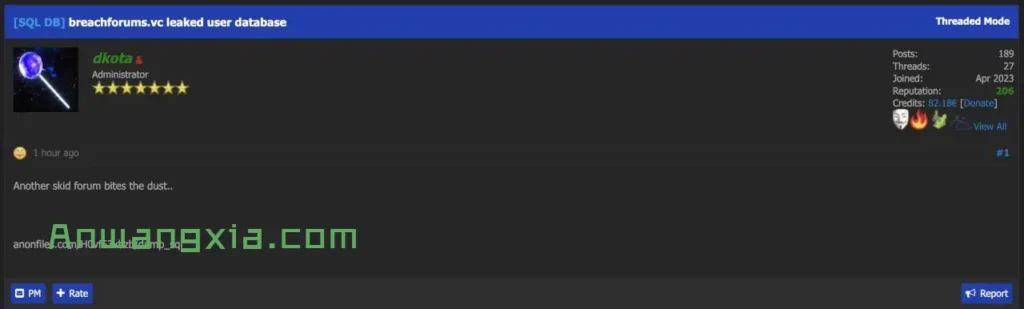 [SQL DB] breachforums.vc leaked user database
Threaded Mode
dkota
Administrator
Posts: 189
Threads: 27
Joined: Apr 2023
Reputation: 206
Credits: 82.18€ [Donate]
View All
1 hour ago
#1
Another skid forum bites the dust..
Anwangxia.com
anonfiles.com
PM
Rate
Report